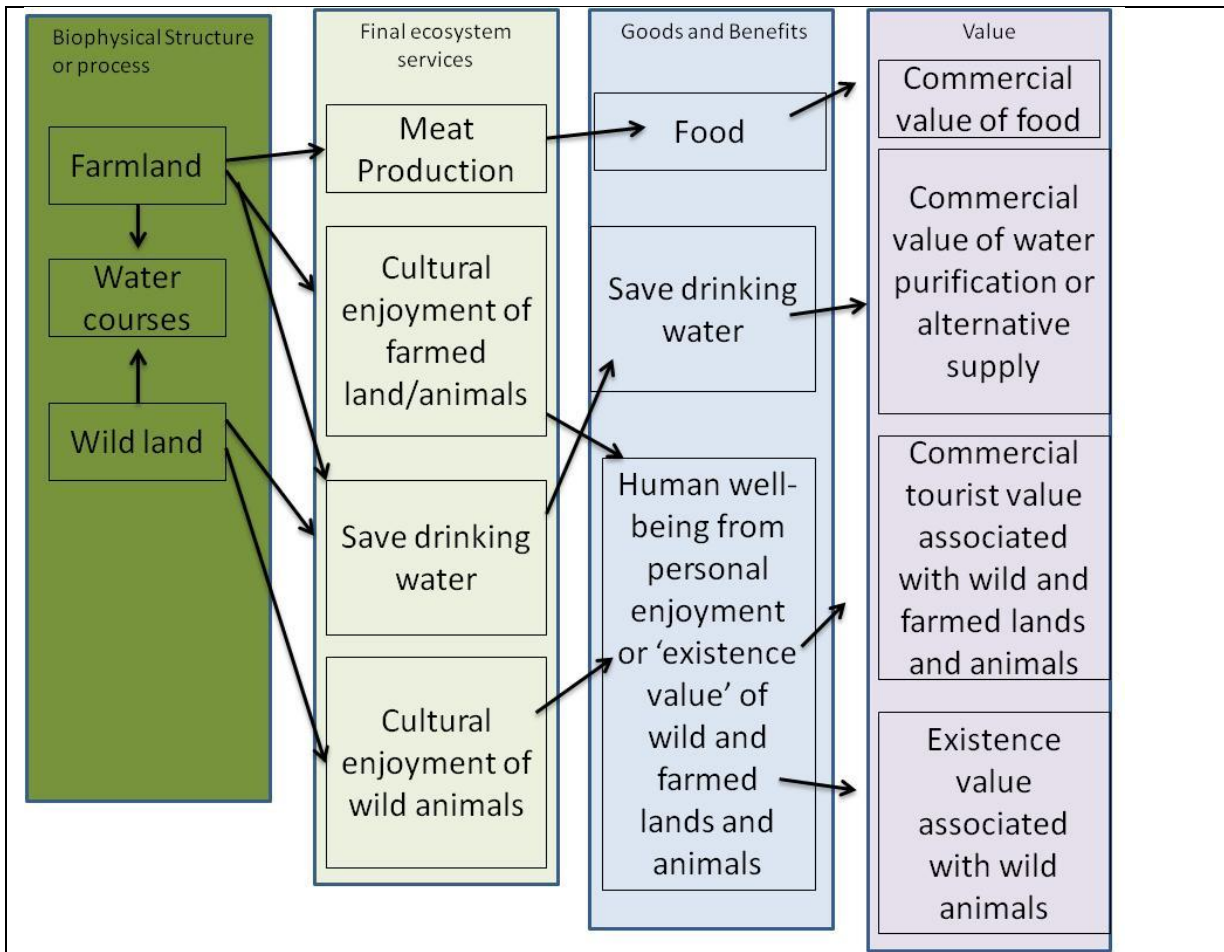 Biophysical Structure
or process
Farmland
Water
courses
Wild land
Final ecosystem
services
Meat
Production
Cultural
enjoyment of
farmed
land/animals
Save drinking
water
Cultural
enjoyment of
wild animals
Goods and Benefits
Food
Save drinking
water
Human well-
being from
personal
enjoyment
or ‘existence
value’ of
wild and
farmed
lands and
animals
Value
Commercial
value of food
Commercial
value of water
purification or
alternative
supply
Commercial
tourist value
associated
with wild and
farmed lands
and animals
Existence
value
associated
with wild
animals